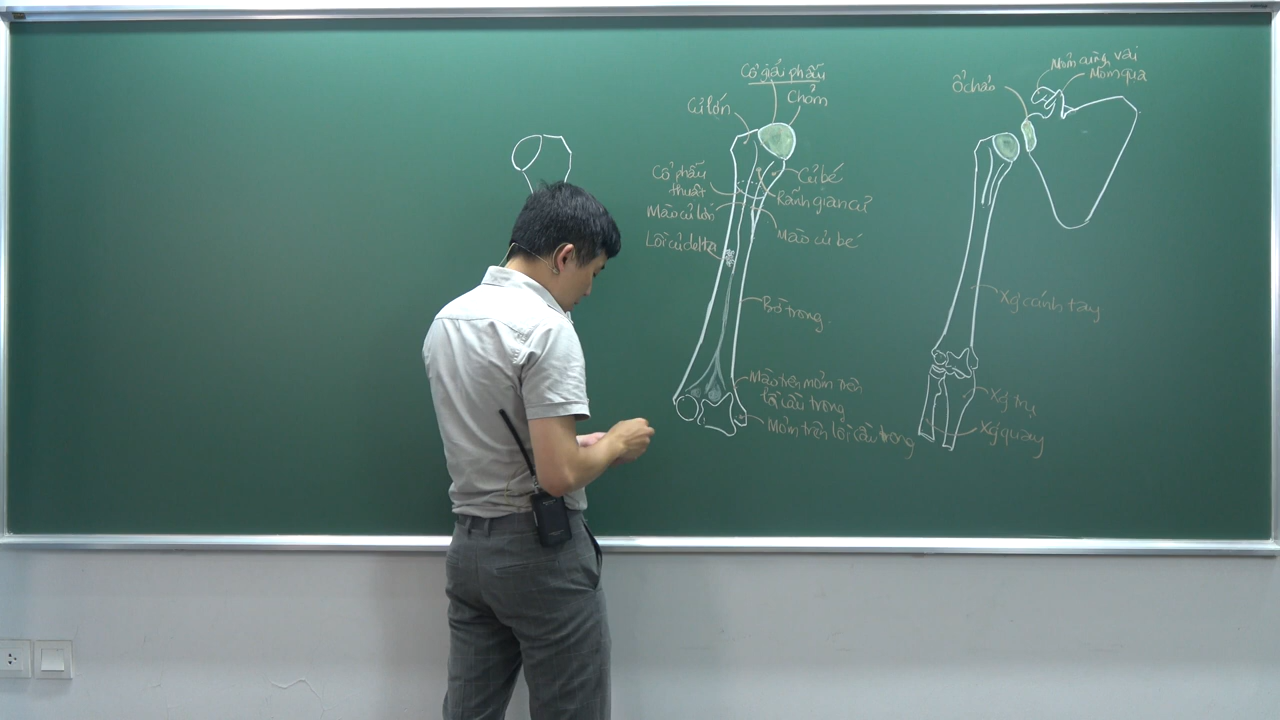 Cổ giải phẫu
Chỏm
Củ lớn
Cổ phẫu
thuật
Mào củ lớn
Lồi củ delta
Củ bé
Rãnh gian củ
Mào củ bé
Bờ trong
Mào trên mỏm trên
lồi cầu trong
Mỏm trên lồi cầu trong
Ổ chảo
Mỏm cùng vai
Mỏm quạ
Xg cánh tay
Xg trụ
Xg quay